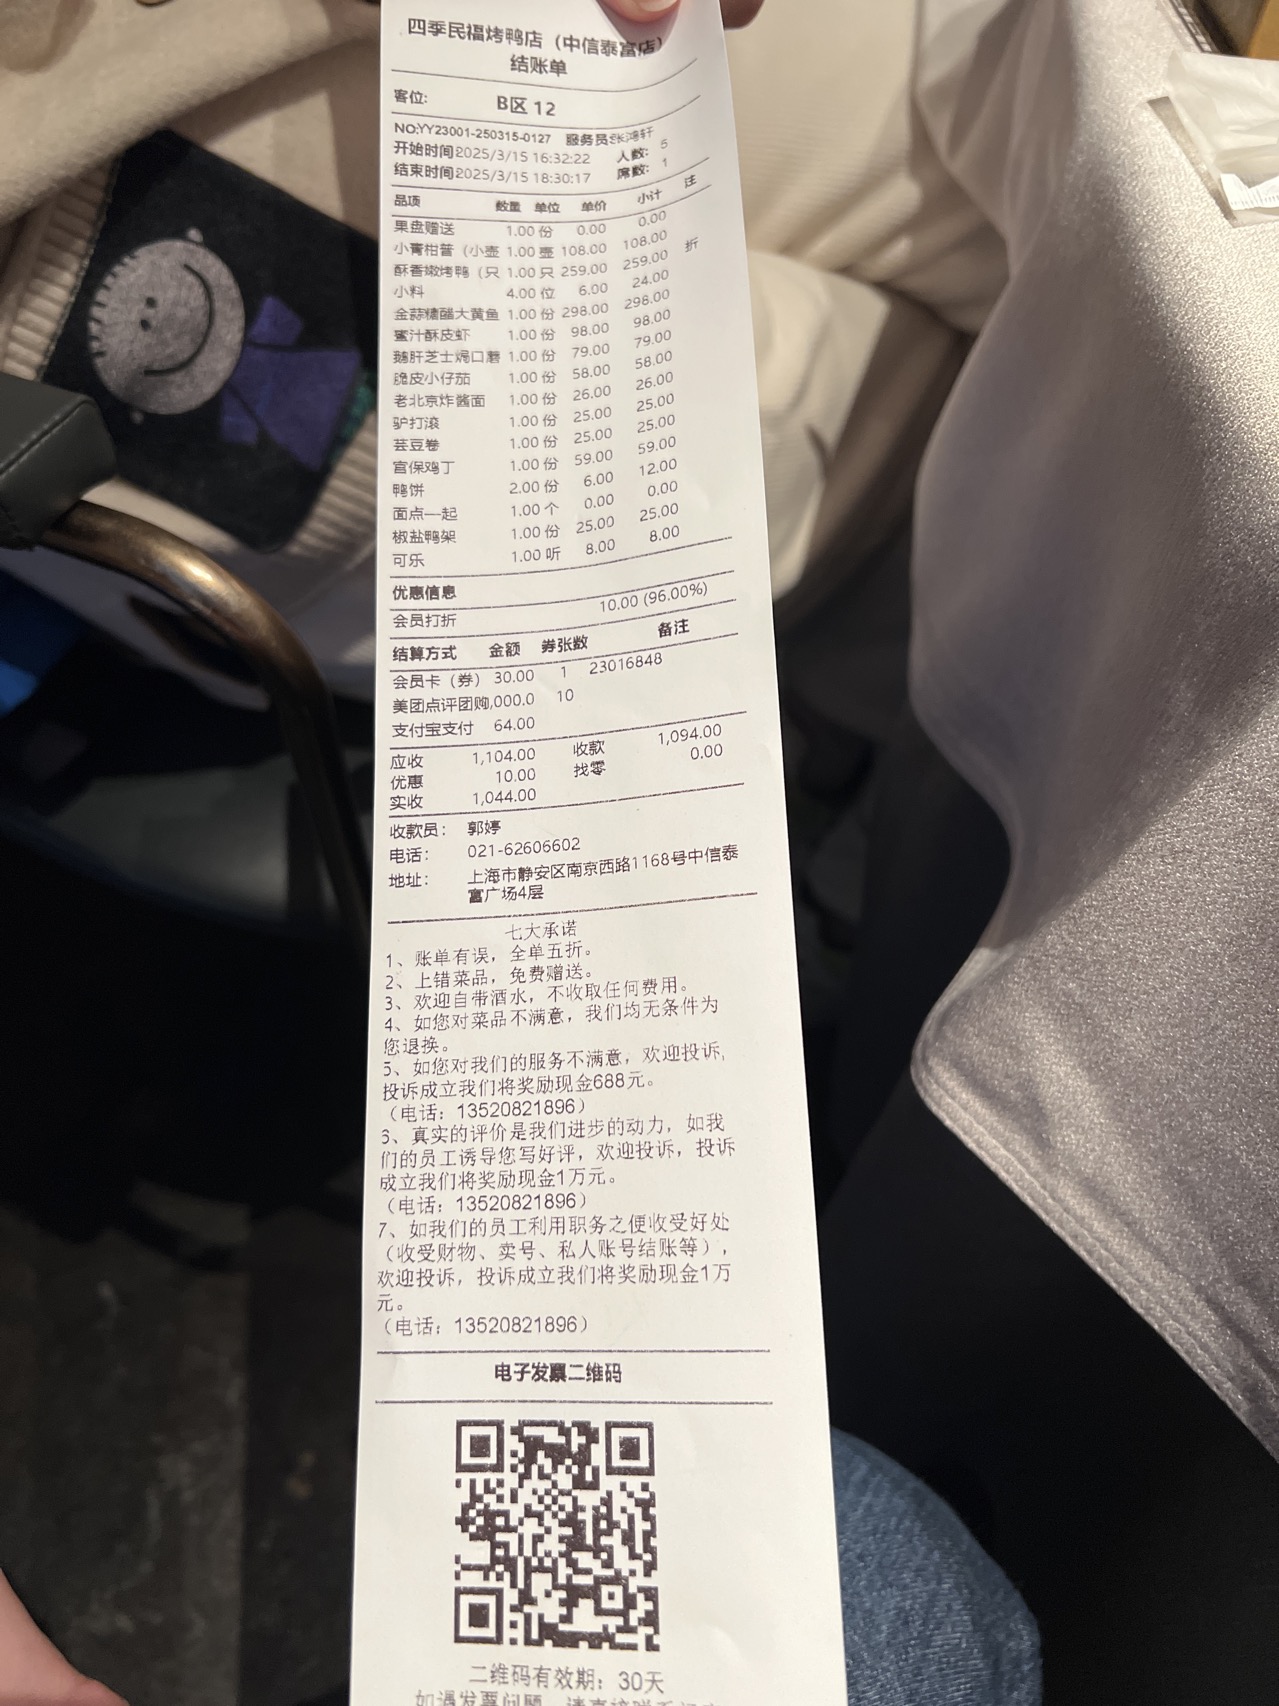 四季民福烤鸭店（中信泰富店）
结账单
客位： B区 12
NO:YY23001-250315-0127 服务员:张鸿轩
开始时间2025/3/15 16:32:22 人数： 5
结束时间2025/3/15 18:30:17 席数： 1
品项 数量 单位 单价 小计 注
果盘赠送 1.00 份 0.00 0.00
小青柑普（小壶 1.00 壶 108.00 108.00
酥香嫩烤鸭（只 1.00 只 259.00 259.00 折
小料 4.00 位 6.00 24.00
金蒜糖醋大黄鱼 1.00 份 298.00 298.00
蜜汁酥皮虾 1.00 份 98.00 98.00
鹅肝芝士焗口蘑 1.00 份 79.00 79.00
脆皮小仔茄 1.00 份 58.00 58.00
老北京炸酱面 1.00 份 26.00 26.00
驴打滚 1.00 份 25.00 25.00
芸豆卷 1.00 份 25.00 25.00
宫保鸡丁 1.00 份 59.00 59.00
鸭饼 2.00 份 6.00 12.00
面点一起 1.00 个 0.00 0.00
椒盐鸭架 1.00 份 25.00 25.00
可乐 1.00 听 8.00 8.00
优惠信息
会员打折 10.00 (96.00%)
结算方式 金额 券张数 备注
会员卡（券） 30.00 1 23016848
美团点评团购,000.0 10
支付宝支付 64.00
应收 1,104.00 收款 1,094.00
优惠 10.00 找零 0.00
实收 1,044.00
收款员： 郭婷
电话： 021-62606602
地址： 上海市静安区南京西路1168号中信泰
富广场4层
七大承诺
1、账单有误，全单五折。
2、上错菜品，免费赠送。
3、欢迎自带酒水，不收取任何费用。
4、如您对菜品不满意，我们均无条件为
您退换。
5、如您对我们的服务不满意，欢迎投诉，
投诉成立我们将奖励现金688元。
（电话：13520821896）
6、真实的评价是我们进步的动力，如我
们的员工诱导您写好评，欢迎投诉，投诉
成立我们将奖励现金1万元。
（电话：13520821896）
7、如我们的员工利用职务之便收受好处
（收受财物、卖号、私人账号结账等），
欢迎投诉，投诉成立我们将奖励现金1万
元。
（电话：13520821896）
电子发票二维码
二维码有效期：30天
如遇发票问题，请直接联系